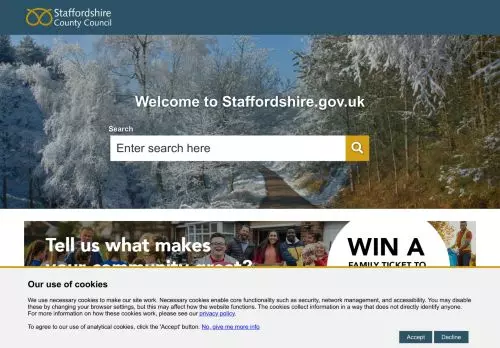 Staffordshire
County Council
Welcome to Staffordshire.gov.uk
Search
Enter search here
Tell us what makes
your community great?
WIN A
FAMILY TICKET TO
Our use of cookies
We use necessary cookies to make our site work. Necessary cookies enable core functionality such as security, network management, and accessibility. You may disable
these by changing your browser settings, but this may affect how the website functions. The cookies collect information in a way that does not directly identify anyone.
For more information on how these cookies work, please see our privacy policy.
To agree to our use of analytical cookies, click the 'Accept' button. No, give me more info
Accept
Decline